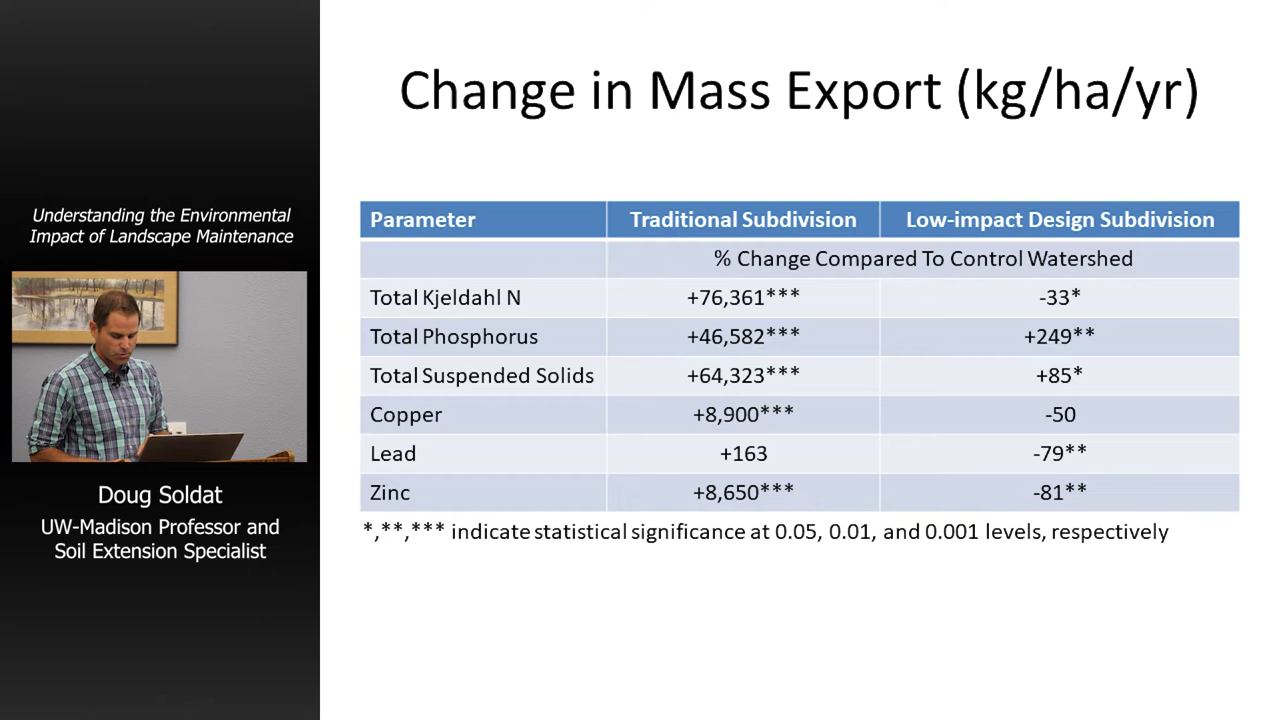 Change in Mass Export (kg/ha/yr)
Understanding the Environmental
Impact of Landscape Maintenance
Doug Soldat
UW-Madison Professor and
Soil Extension Specialist
Parameter Traditional Subdivision Low-impact Design Subdivision
% Change Compared To Control Watershed
Total Kjeldahl N +76,361*** -33*
Total Phosphorus +46,582*** +249**
Total Suspended Solids +64,323*** +85*
Copper +8,900*** -50
Lead +163 -79**
Zinc +8,650*** -81**
*,**,*** indicate statistical significance at 0.05, 0.01, and 0.001 levels, respectively